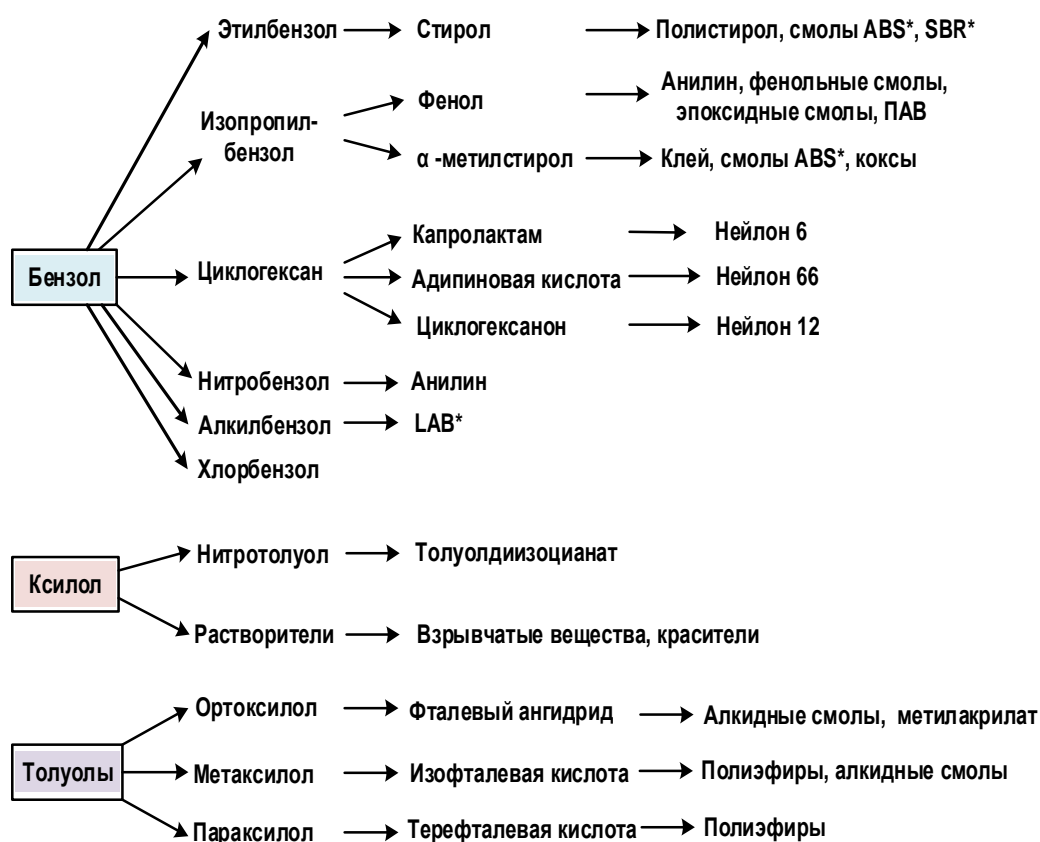 Этилбензол Стирол Полистирол, смолы ABS*, SBR*
Изопропил-
бензол
Фенол
Анилин, фенольные смолы,
эпоксидные смолы, ПАВ
α -метилстирол Клей, смолы ABS*, коксы
Бензол
Циклогексан
Капролактам Нейлон 6
Адипиновая кислота Нейлон 66
Циклогексанон Нейлон 12
Нитробензол Анилин
Алкилбензол LAB*
Хлорбензол
Ксилол
Нитротолуол Толуолдиизоцианат
Растворители Взрывчатые вещества, красители
Толуолы
Ортоксилол Фталевый ангидрид Алкидные смолы, метилакрилат
Метаксилол Изофталевая кислота Полиэфиры, алкидные смолы
Параксилол Терефталевая кислота Полиэфиры